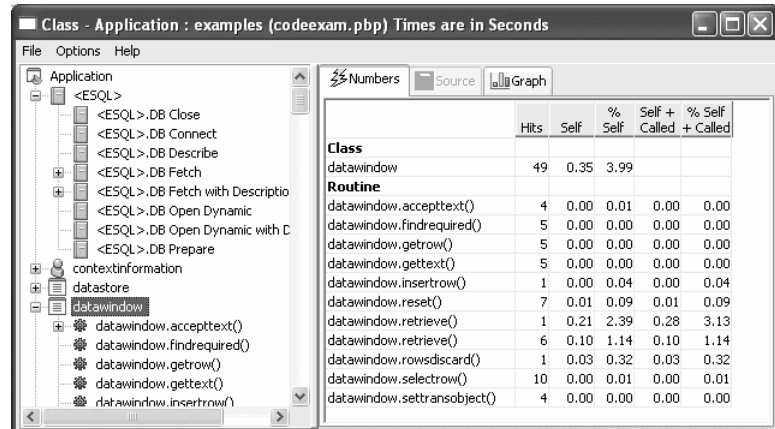 Class - Application : examples (codeexam.pbp) Times are in Seconds
File Options Help
Application
<ESQL>
<ESQL>.DB Close
<ESQL>.DB Connect
<ESQL>.DB Describe
<ESQL>.DB Fetch
<ESQL>.DB Fetch with Descriptio
<ESQL>.DB Open Dynamic
<ESQL>.DB Open Dynamic with D
<ESQL>.DB Prepare
contextinformation
datastore
datawindow
datawindow.accepttext()
datawindow.findrequired()
datawindow.getrow()
datawindow.gettext()
datawindow.insertrow()
Numbers Source Graph
Hits Self % Self Self + Called % Self + Called
Class
datawindow 49 0.35 3.99
Routine
datawindow.accepttext() 4 0.00 0.01 0.00 0.00
datawindow.findrequired() 5 0.00 0.00 0.00 0.00
datawindow.getrow() 5 0.00 0.00 0.00 0.00
datawindow.gettext() 5 0.00 0.00 0.00 0.00
datawindow.insertrow() 1 0.00 0.04 0.00 0.04
datawindow.reset() 7 0.01 0.09 0.01 0.09
datawindow.retrieve() 1 0.21 2.39 0.28 3.13
datawindow.retrieve() 6 0.10 1.14 0.10 1.14
datawindow.rowsdiscard() 1 0.03 0.32 0.03 0.32
datawindow.selectrow() 10 0.00 0.01 0.00 0.01
datawindow.settransobject() 4 0.00 0.00 0.00 0.00